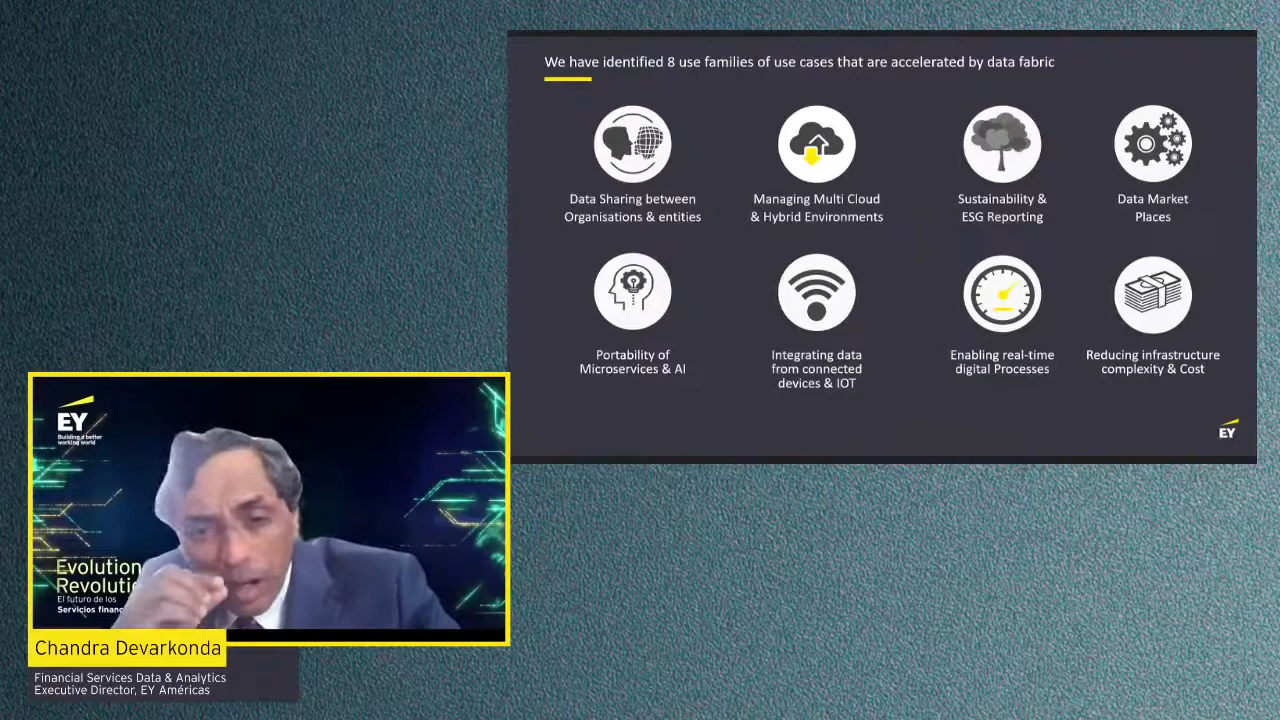 We have identified 8 use families of use cases that are accelerated by data fabric
Data Sharing between
Organisations & entities
Managing Multi Cloud
& Hybrid Environments
Sustainability &
ESG Reporting
Data Market
Places
Portability of
Microservices & AI
Integrating data
from connected
devices & IOT
Enabling real-time
digital Processes
Reducing infrastructure
complexity & Cost
EY
EY
Building a better
working world
Evolution
Revoluti
El futuro de los
Servicios finan
Chandra Devarkonda
Financial Services Data & Analytics
Executive Director, EY Américas